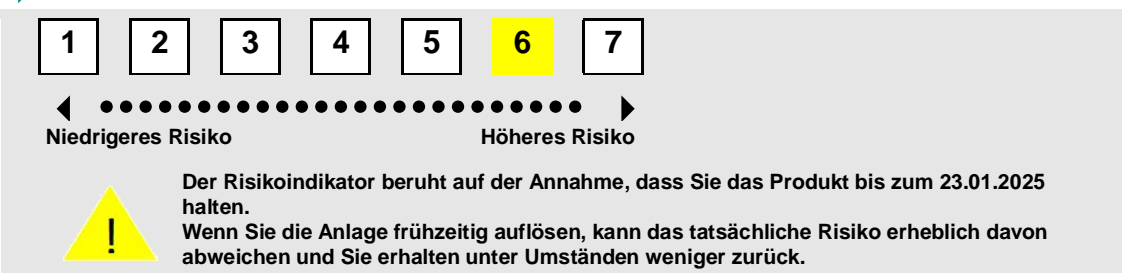 1 2 3 4 5 6 7
Niedrigeres Risiko Höheres Risiko
Der Risikoindikator beruht auf der Annahme, dass Sie das Produkt bis zum 23.01.2025
halten.
Wenn Sie die Anlage frühzeitig auflösen, kann das tatsächliche Risiko erheblich davon
abweichen und Sie erhalten unter Umständen weniger zurück.